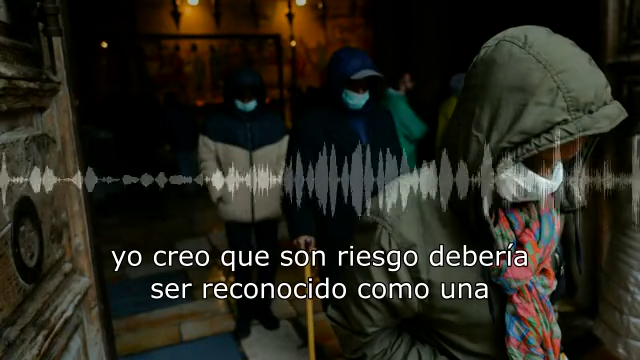 yo creo que son riesgo debería
ser reconocido como una